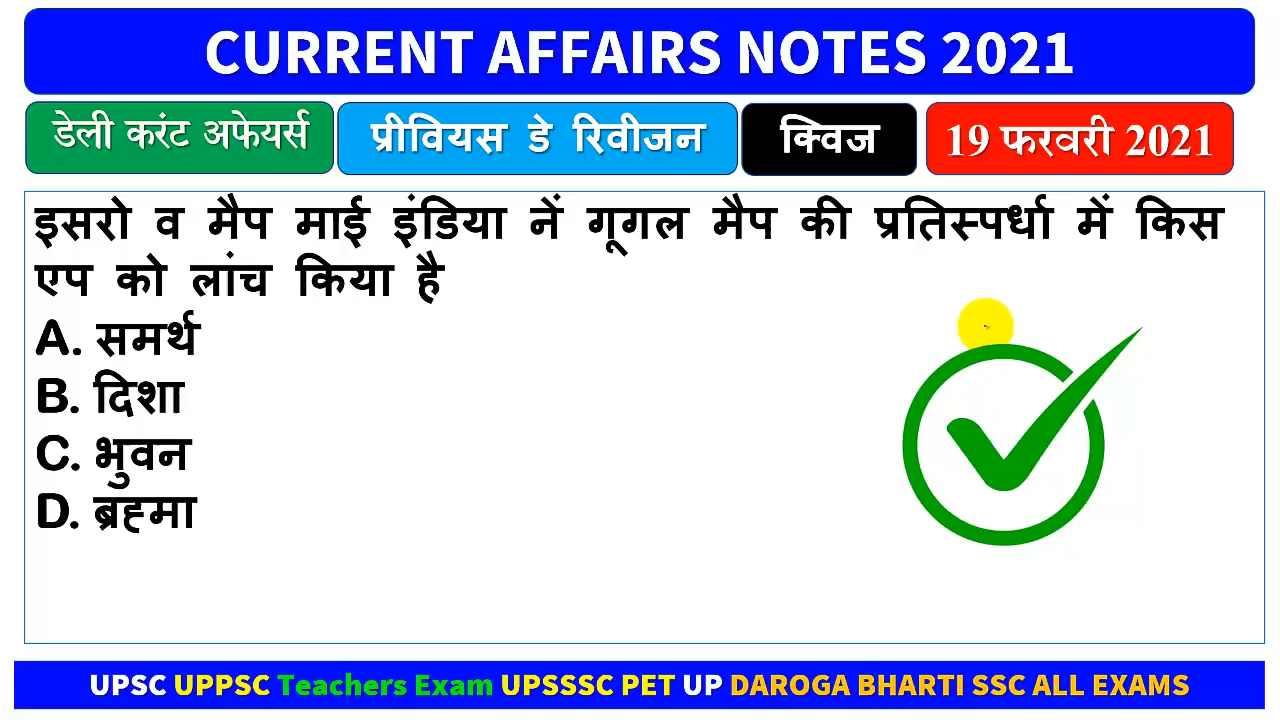 CURRENT AFFAIRS NOTES 2021
डेली करंट अफेयर्स
प्रीवियस डे रिवीजन
क्विज
19 फरवरी 2021
इसरो व मैप माई इंडिया नें गूगल मैप की प्रतिस्पर्धा में किस
एप को लांच किया है
A. समर्थ
B. दिशा
C. भुवन
D. ब्रह्मा
UPSC UPPSC Teachers Exam UPSSSC PET UP DAROGA BHARTI SSC ALL EXAMS